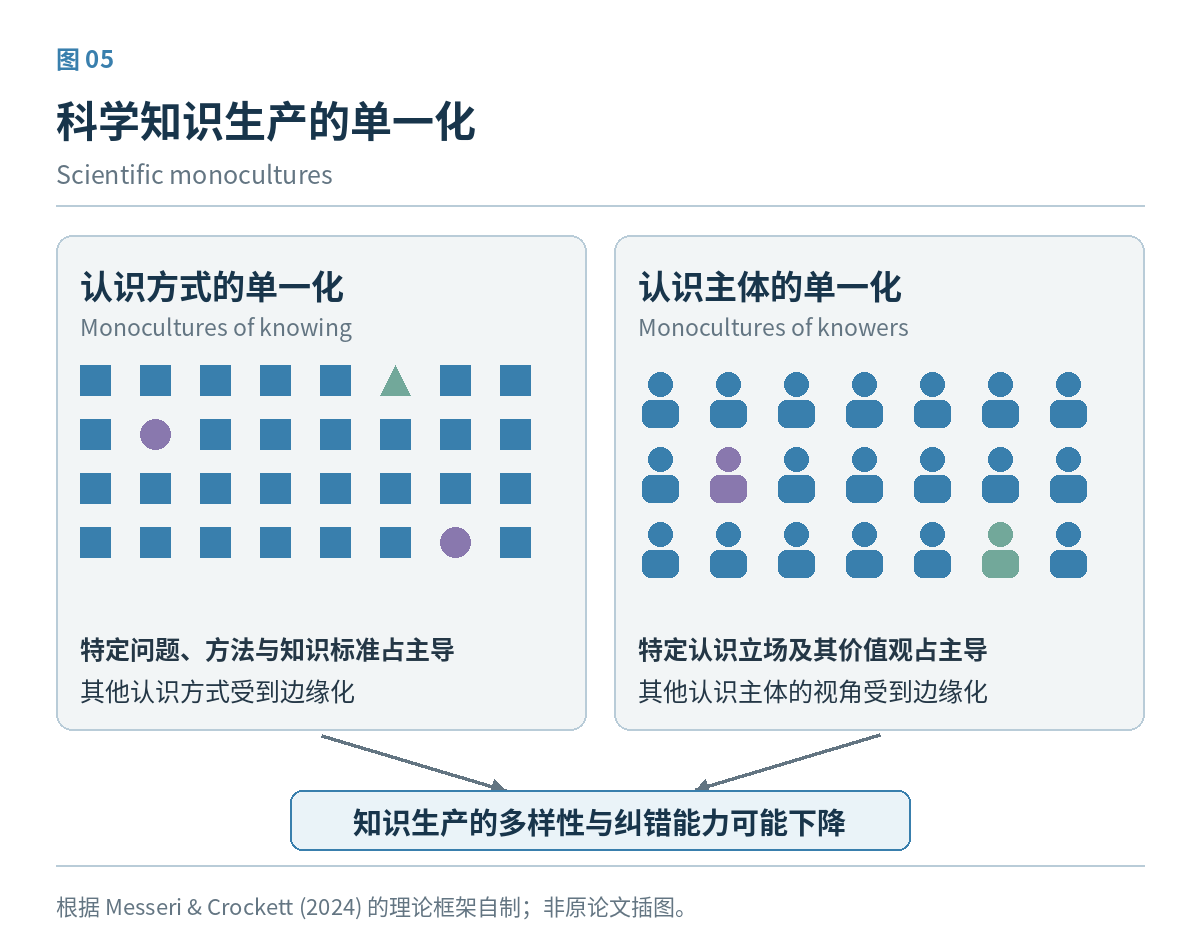 图 05
科学知识生产的单一化
Scientific monocultures
认识方式的单一化
Monocultures of knowing
特定问题、方法与知识标准占主导
其他认识方式受到边缘化
认识主体的单一化
Monocultures of knowers
特定认识立场及其价值观占主导
其他认识主体的视角受到边缘化
知识生产的多样性与纠错能力可能下降
根据 Messeri & Crockett (2024) 的理论框架自制；非原论文插图。